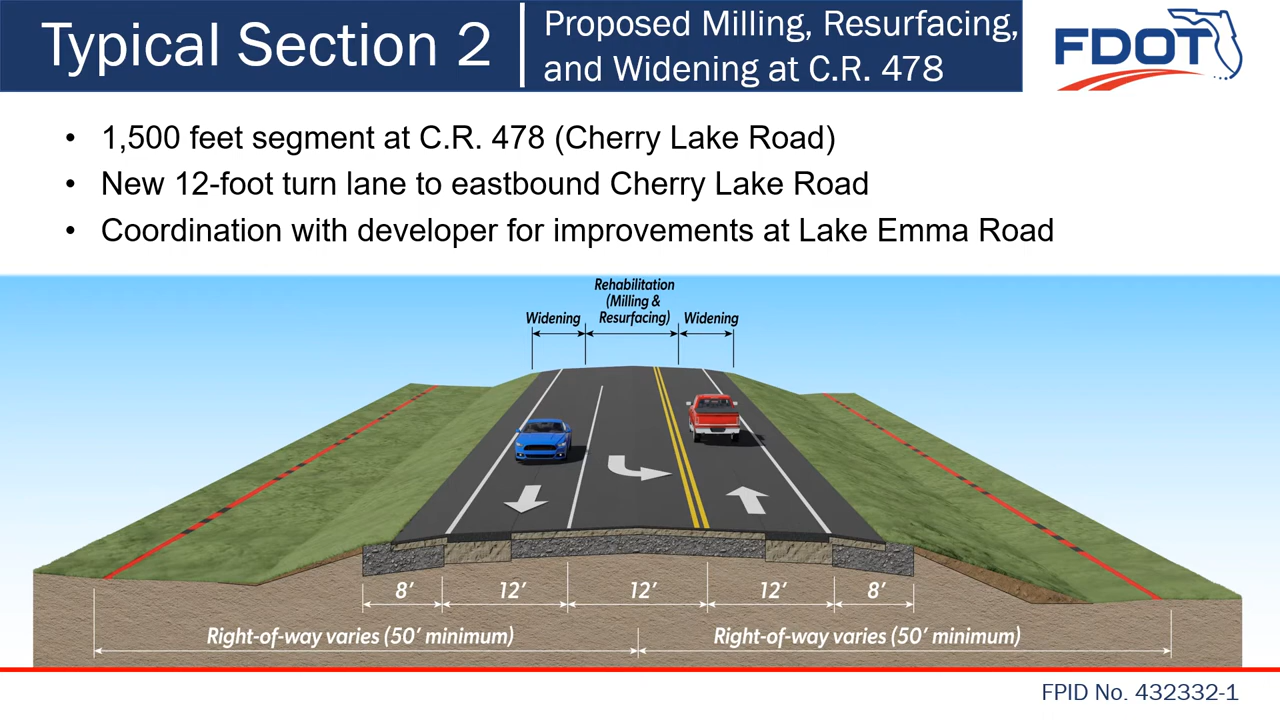 Typical Section 2
Proposed Milling, Resurfacing,
and Widening at C.R. 478
FDOT
• 1,500 feet segment at C.R. 478 (Cherry Lake Road)
• New 12-foot turn lane to eastbound Cherry Lake Road
• Coordination with developer for improvements at Lake Emma Road
Rehabilitation
(Milling &
Resurfacing)
Widening
Widening
8’
12’
12’
12’
8’
Right-of-way varies (50’ minimum)
Right-of-way varies (50’ minimum)
FPID No. 432332-1